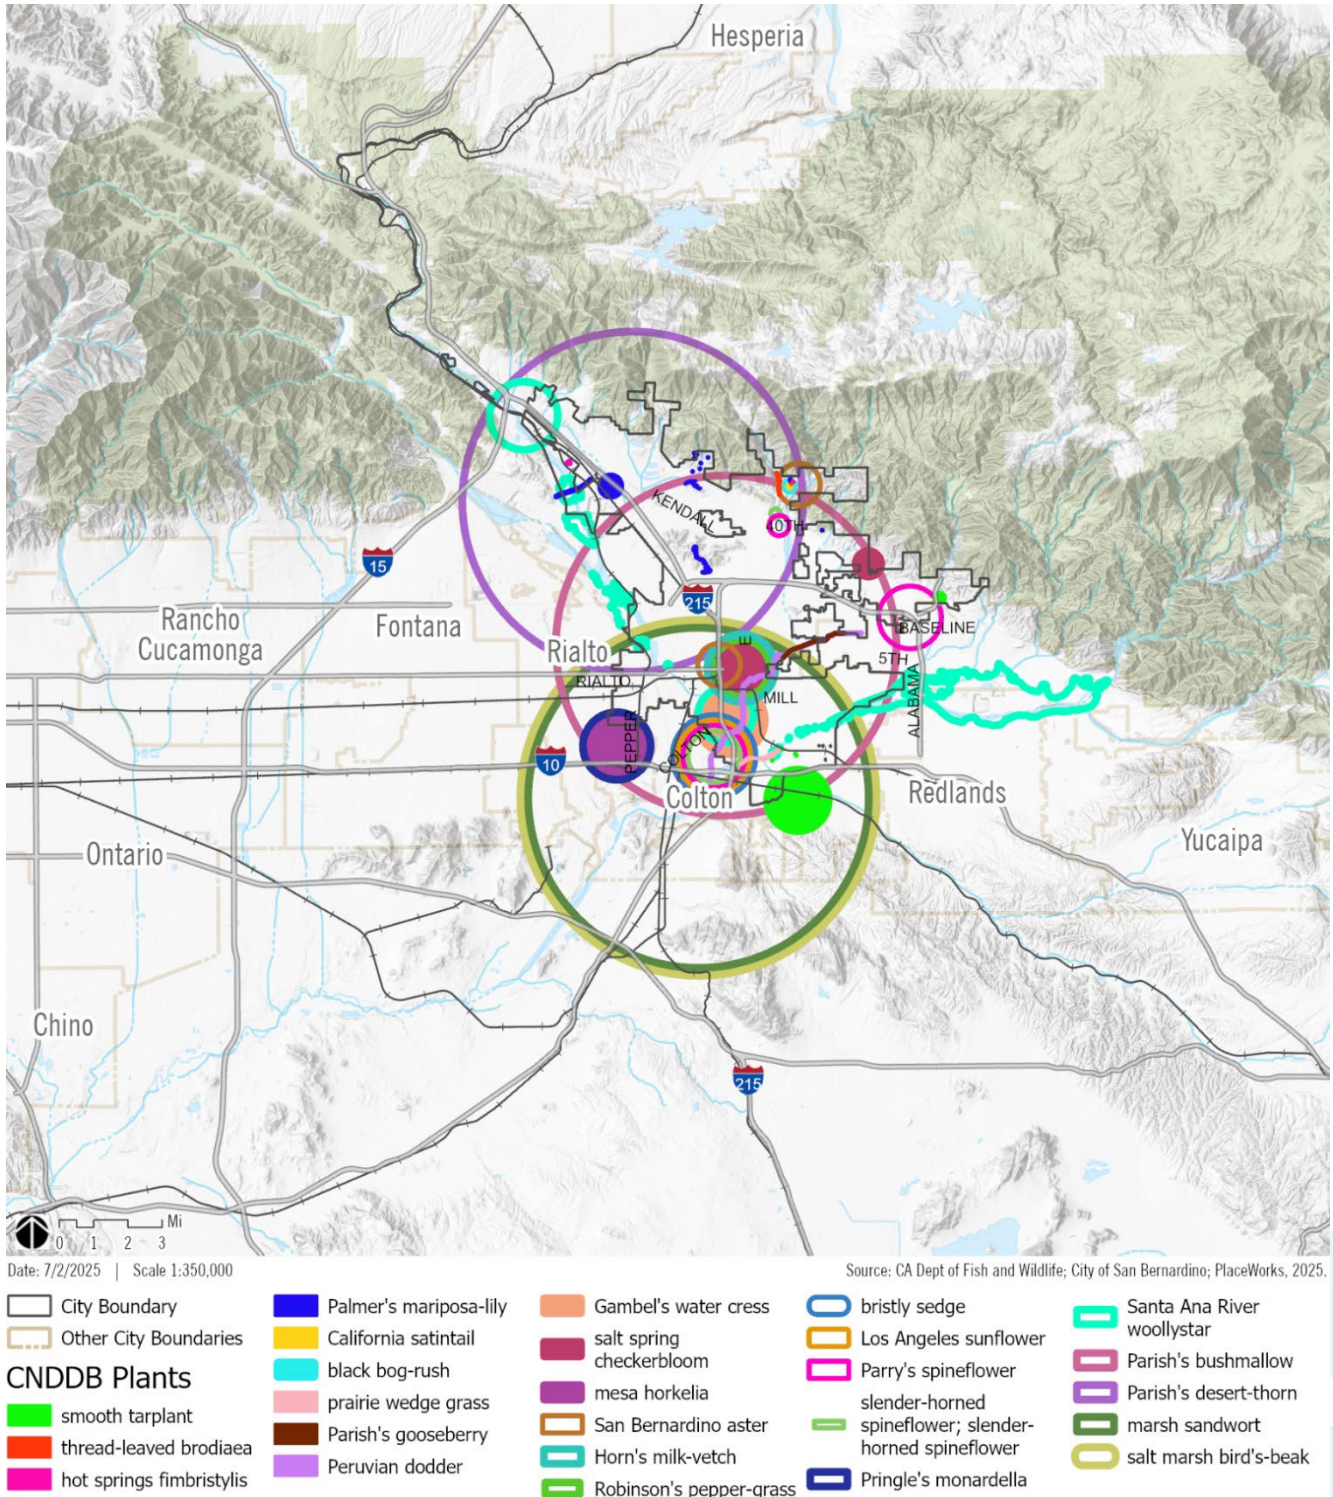 Hesperia
KENDALL
40TH
15
215
Rancho
Cucamonga
Fontana
Rialto
BASELINE
E
5TH
RIALTO
MILL
ALABAMA
PEPPER
COLTON
10
Colton
Redlands
Yucaipa
Ontario
Chino
215
Mi
0 1 2 3
Date: 7/2/2025 | Scale 1:350,000
Source: CA Dept of Fish and Wildlife; City of San Bernardino; PlaceWorks, 2025.
City Boundary
Other City Boundaries
CNDDB Plants
smooth tarplant
thread-leaved brodiaea
hot springs fimbristylis
Palmer's mariposa-lily
California satintail
black bog-rush
prairie wedge grass
Parish's gooseberry
Peruvian dodder
Gambel's water cress
salt spring
checkerbloom
mesa horkelia
San Bernardino aster
Horn's milk-vetch
Robinson's pepper-grass
bristly sedge
Los Angeles sunflower
Parry's spineflower
slender-horned
spineflower; slender-
horned spineflower
Pringle's monardella
Santa Ana River
woollystar
Parish's bushmallow
Parish's desert-thorn
marsh sandwort
salt marsh bird's-beak